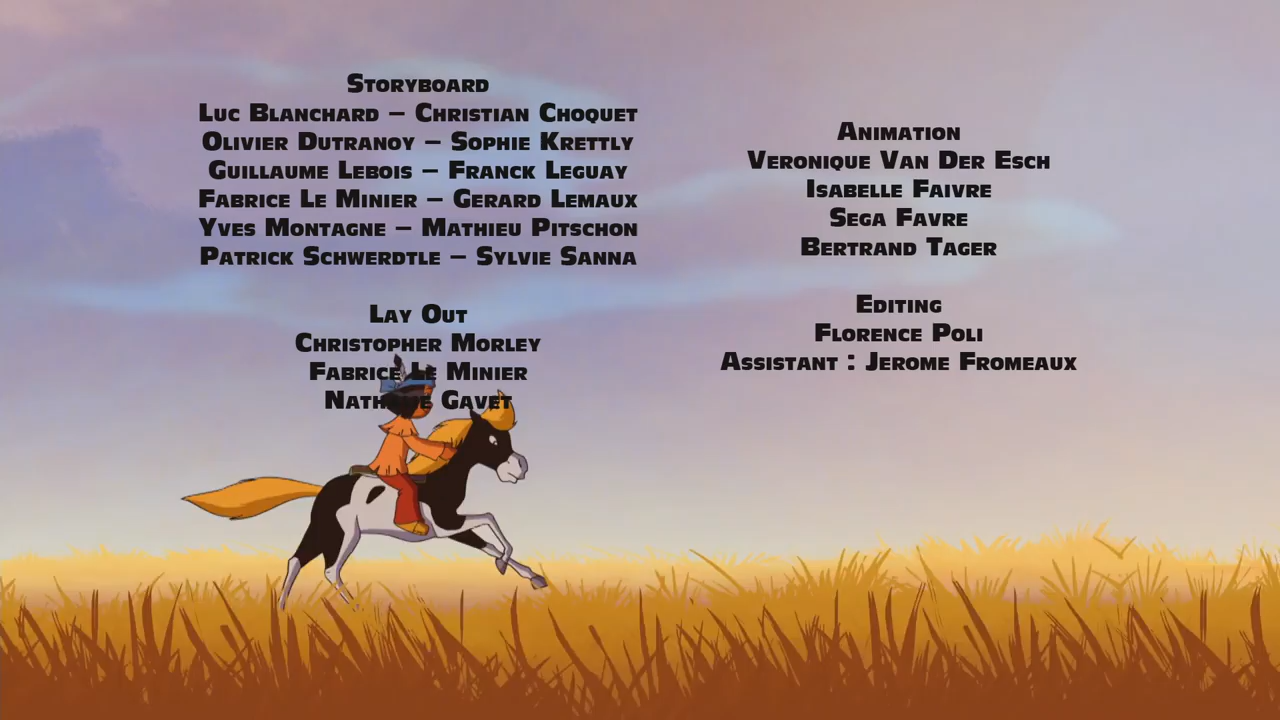 Storyboard
Luc Blanchard – Christian Choquet
Olivier Dutranoy – Sophie Krettly
Guillaume Lebois – Franck Leguay
Fabrice Le Minier – Gerard Lemaux
Yves Montagne – Mathieu Pitschon
Patrick Schwerdtle – Sylvie Sanna
Lay Out
Christopher Morley
Fabrice Le Minier
Gavet
Animation
Veronique Van Der Esch
Isabelle Faivre
Sega Favre
Bertrand Tager
Editing
Florence Poli
Assistant : Jerome Fromeaux